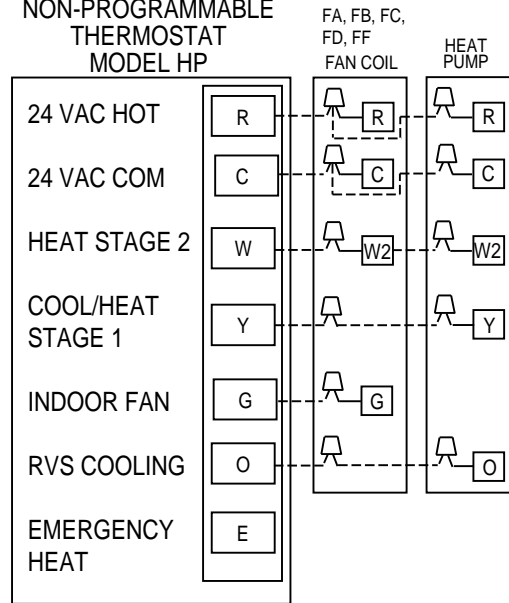 NON-PROGRAMMABLE
THERMOSTAT
MODEL HP
FA, FB, FC,
FD, FF
FAN COIL
HEAT
PUMP
24 VAC HOT
R
R
R
24 VAC COM
C
C
C
HEAT STAGE 2
W
W2
W2
COOL/HEAT
STAGE 1
Y
Y
INDOOR FAN
G
G
RVS COOLING
O
O
EMERGENCY
HEAT
E